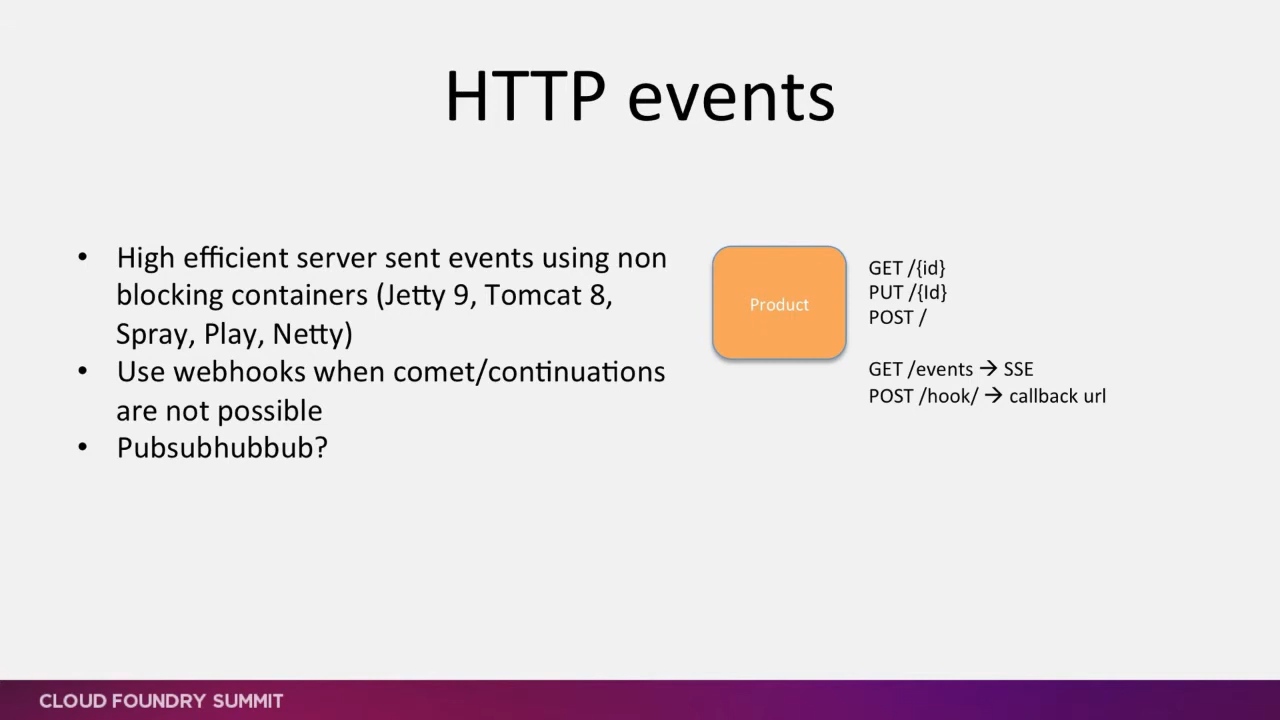 HTTP events
• High efficient server sent events using non
blocking containers (Jetty 9, Tomcat 8,
Spray, Play, Netty)
• Use webhooks when comet/continuations
are not possible
• Pubsubhubbub?
Product
GET /{id}
PUT /{Id}
POST /
GET /events → SSE
POST /hook/ → callback url
CLOUD FOUNDRY SUMMIT